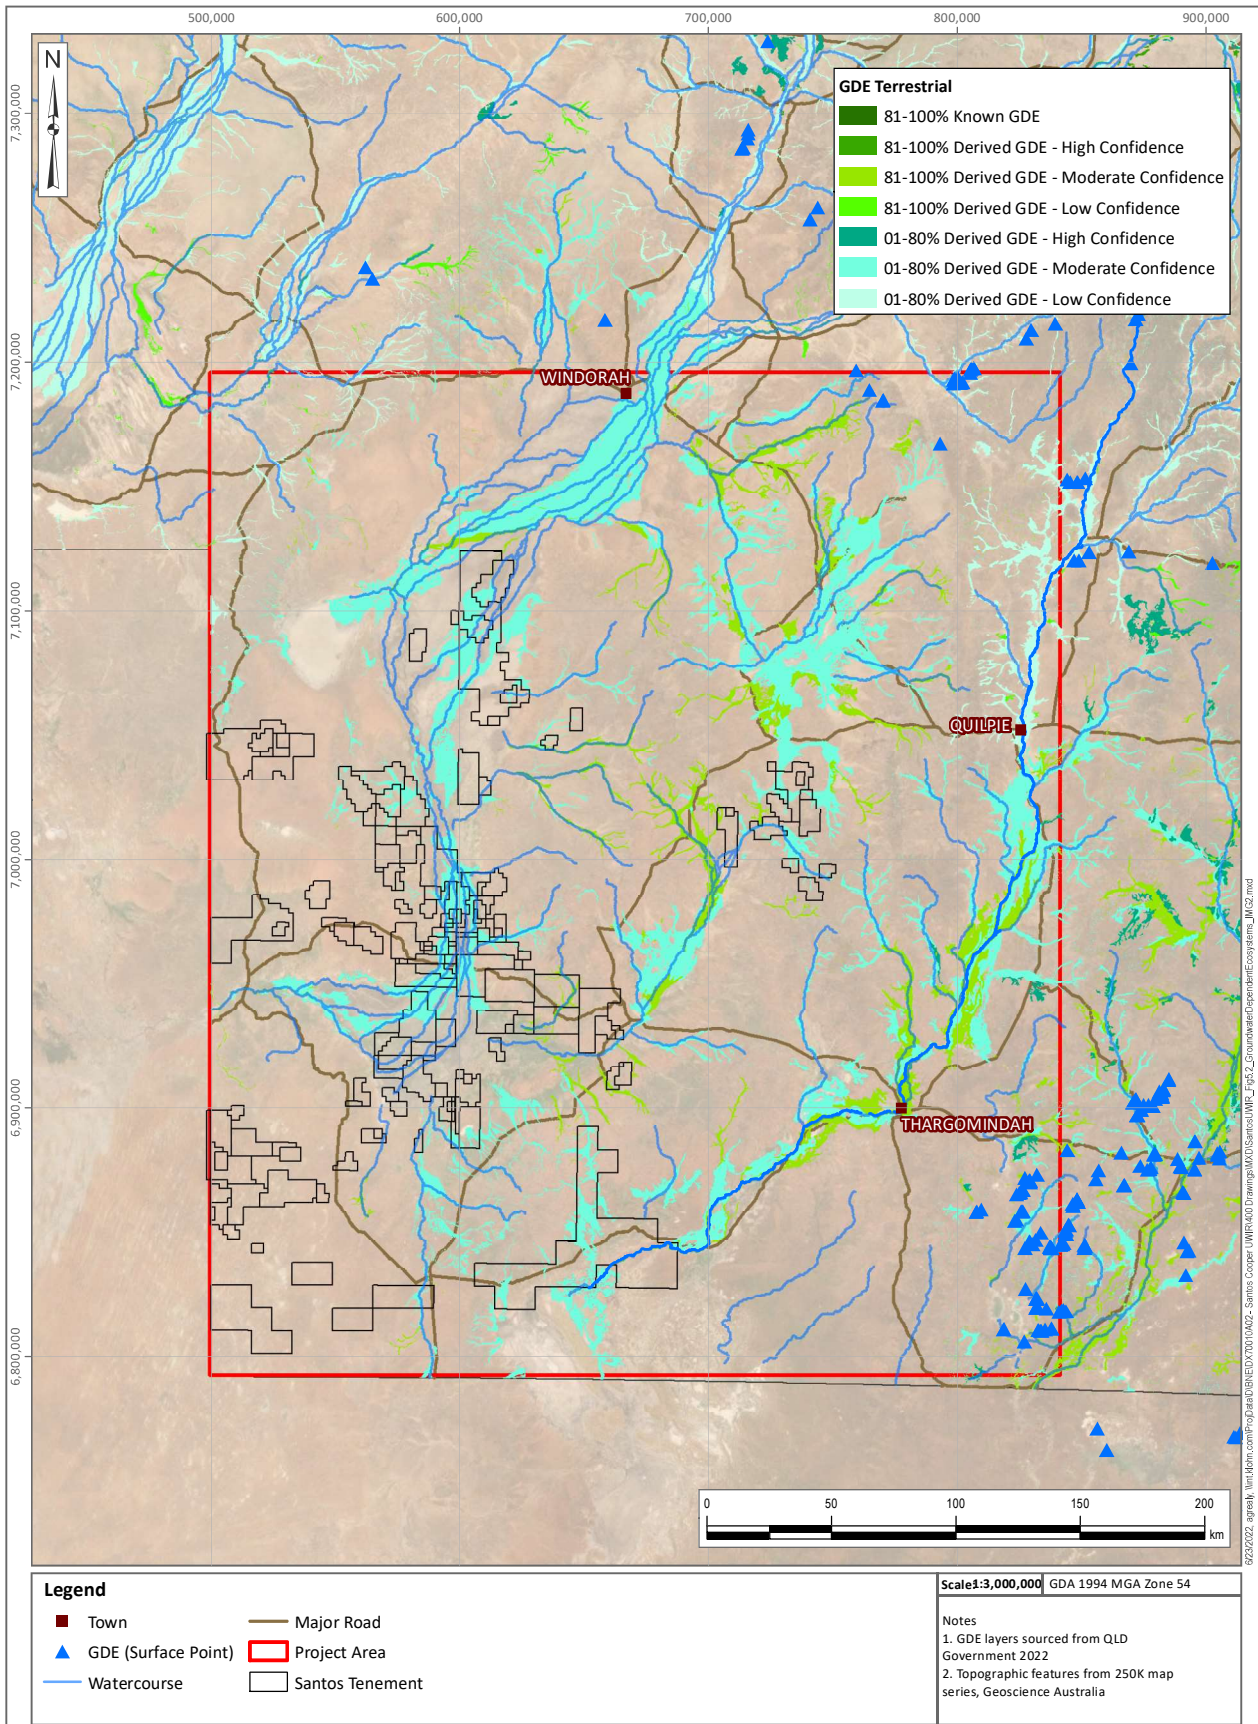 500,000
600,000
700,000
800,000
900,000
7,300,000
7,200,000
7,100,000
7,000,000
6,900,000
6,800,000
N
GDE Terrestrial
81-100% Known GDE
81-100% Derived GDE - High Confidence
81-100% Derived GDE - Moderate Confidence
81-100% Derived GDE - Low Confidence
01-80% Derived GDE - High Confidence
01-80% Derived GDE - Moderate Confidence
01-80% Derived GDE - Low Confidence
WINDORAH
QUILPIE
THARGOMINDAH
0 50 100 150 200
km
Legend
Town
GDE (Surface Point)
Watercourse
Major Road
Project Area
Santos Tenement
Scale1:3,000,000 GDA 1994 MGA Zone 54
Notes
1. GDE layers sourced from QLD
Government 2022
2. Topographic features from 250K map
series, Geoscience Australia